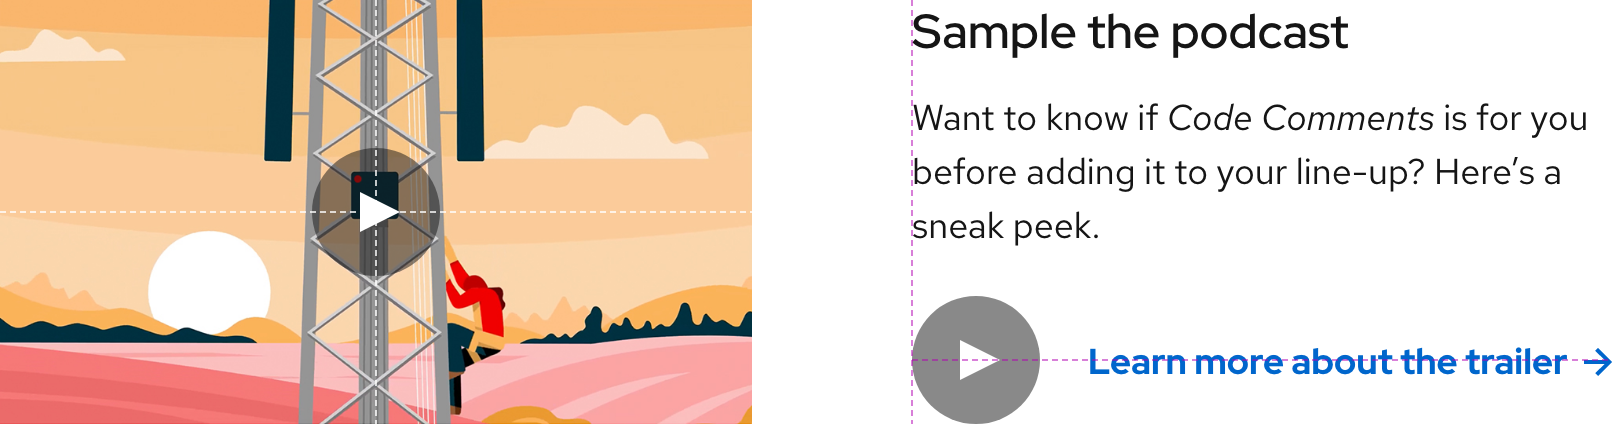 Sample the podcast
Want to know if Code Comments is for you
before adding it to your line-up? Here’s a
sneak peek.
Learn more about the trailer →